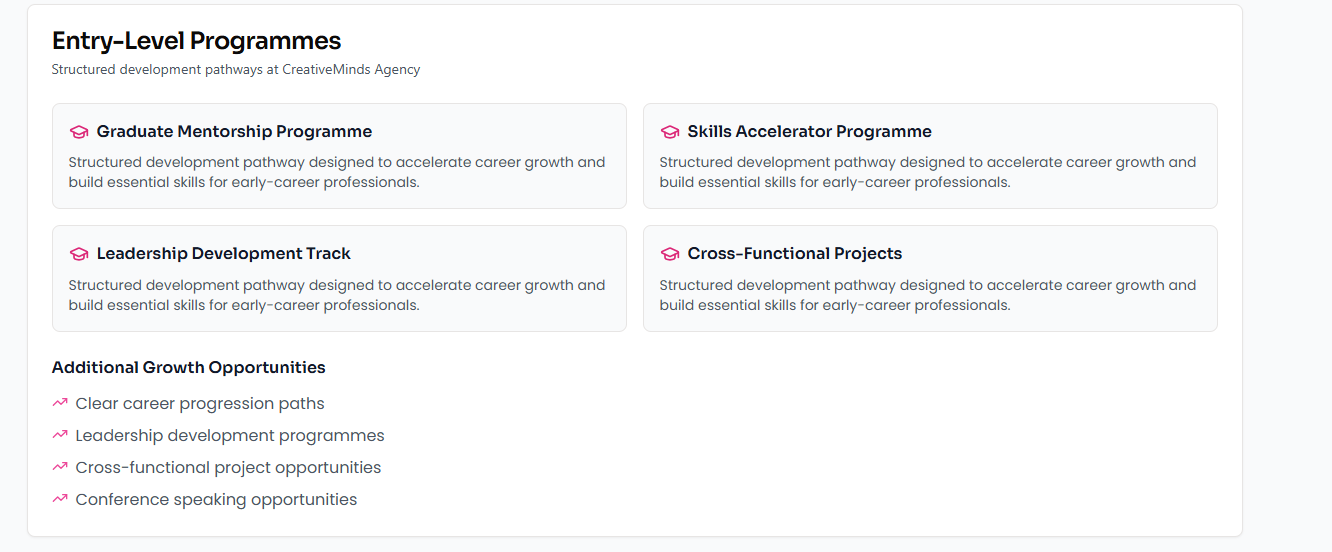 Entry-Level Programmes
Structured development pathways at CreativeMinds Agency
Graduate Mentorship Programme
Structured development pathway designed to accelerate career growth and
build essential skills for early-career professionals.
Skills Accelerator Programme
Structured development pathway designed to accelerate career growth and
build essential skills for early-career professionals.
Leadership Development Track
Structured development pathway designed to accelerate career growth and
build essential skills for early-career professionals.
Cross-Functional Projects
Structured development pathway designed to accelerate career growth and
build essential skills for early-career professionals.
Additional Growth Opportunities
Clear career progression paths
Leadership development programmes
Cross-functional project opportunities
Conference speaking opportunities